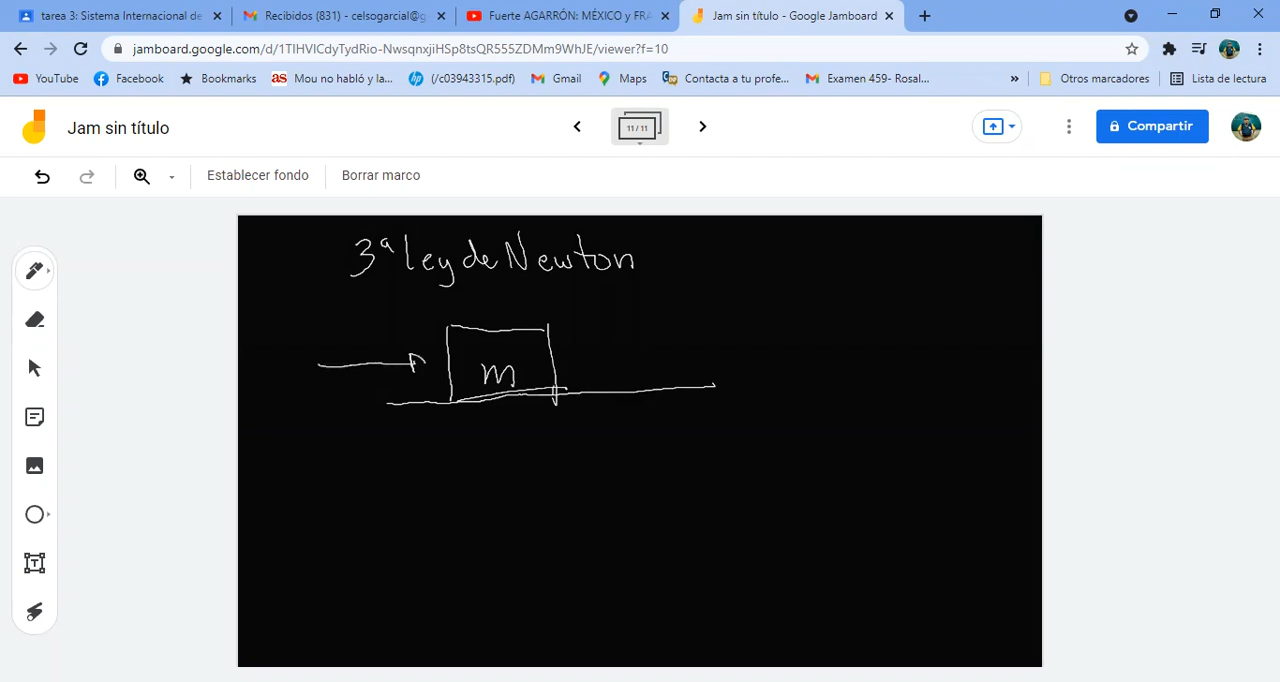 tarea 3: Sistema Internacional de
Recibidos (831) - celsogarcial@g
Fuerte AGARRÓN: MÉXICO y FRA
Jam sin título - Google Jamboard
jamboard.google.com/d/1TIHVICdyTydRio-NwsqnxjiHSp8tsQR555ZDMm9WhJE/viewer?f=10
YouTube
Facebook
Bookmarks
as Mou no habló y la...
hp (/c03943315.pdf)
Gmail
Maps
Contacta a tu profe...
Examen 459- Rosal...
»
Otros marcadores
Lista de lectura
Jam sin título
11 / 11
Compartir
Establecer fondo
Borrar marco
3ª ley de Newton
m
T